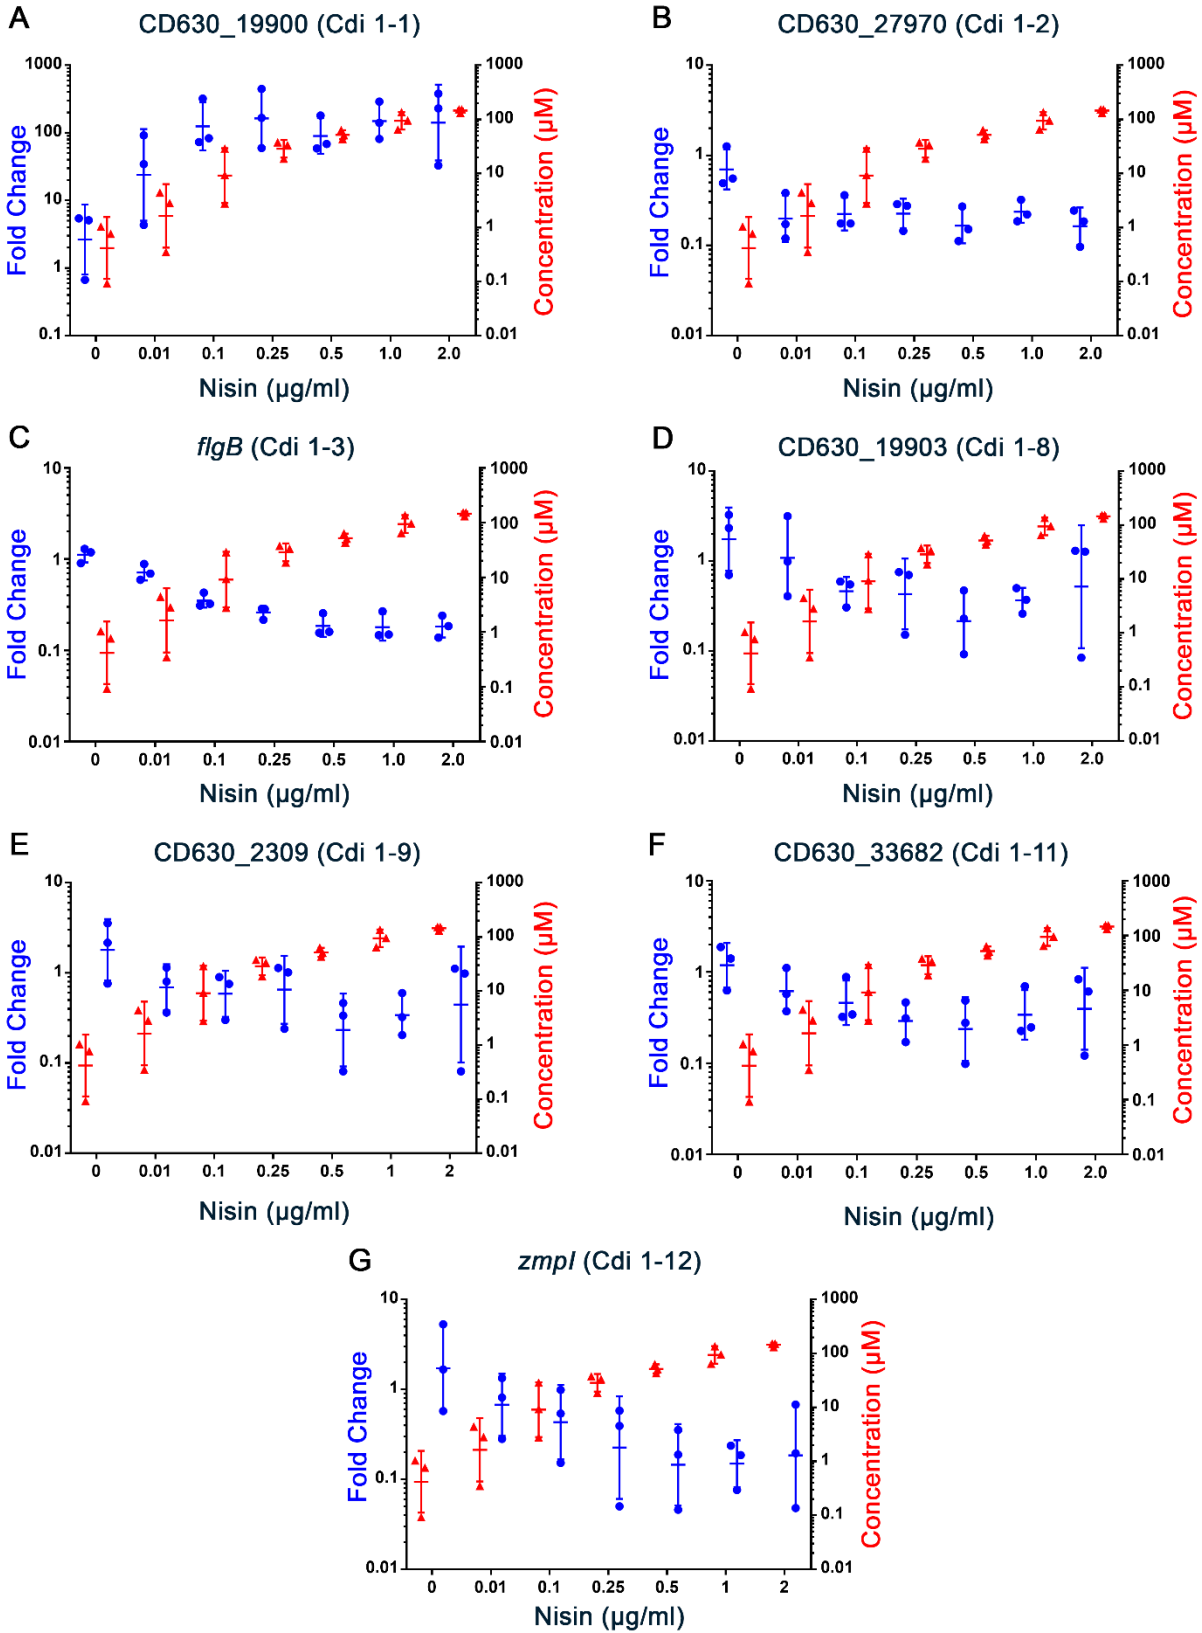 A
CD630_19900 (Cdi 1-1)
1000
100
10
1
0.1
Fold Change
1000
100
10
1
0.1
0.01
Concentration (µM)
0 0.01 0.1 0.25 0.5 1.0 2.0
Nisin (µg/ml)
B
CD630_27970 (Cdi 1-2)
10
1
0.1
0.01
Fold Change
1000
100
10
1
0.1
0.01
Concentration (µM)
0 0.01 0.1 0.25 0.5 1.0 2.0
Nisin (µg/ml)
C
flgB (Cdi 1-3)
10
1
0.1
0.01
Fold Change
1000
100
10
1
0.1
0.01
Concentration (µM)
0 0.01 0.1 0.25 0.5 1.0 2.0
Nisin (µg/ml)
D
CD630_19903 (Cdi 1-8)
10
1
0.1
0.01
Fold Change
1000
100
10
1
0.1
0.01
Concentration (µM)
0 0.01 0.1 0.25 0.5 1.0 2.0
Nisin (µg/ml)
E
CD630_2309 (Cdi 1-9)
10
1
0.1
0.01
Fold Change
1000
100
10
1
0.1
0.01
Concentration (µM)
0 0.01 0.1 0.25 0.5 1 2
Nisin (µg/ml)
F
CD630_33682 (Cdi 1-11)
10
1
0.1
0.01
Fold Change
1000
100
10
1
0.1
0.01
Concentration (µM)
0 0.01 0.1 0.25 0.5 1.0 2.0
Nisin (µg/ml)
G
zmpI (Cdi 1-12)
10
1
0.1
0.01
Fold Change
1000
100
10
1
0.1
0.01
Concentration (µM)
0 0.01 0.1 0.25 0.5 1 2
Nisin (µg/ml)